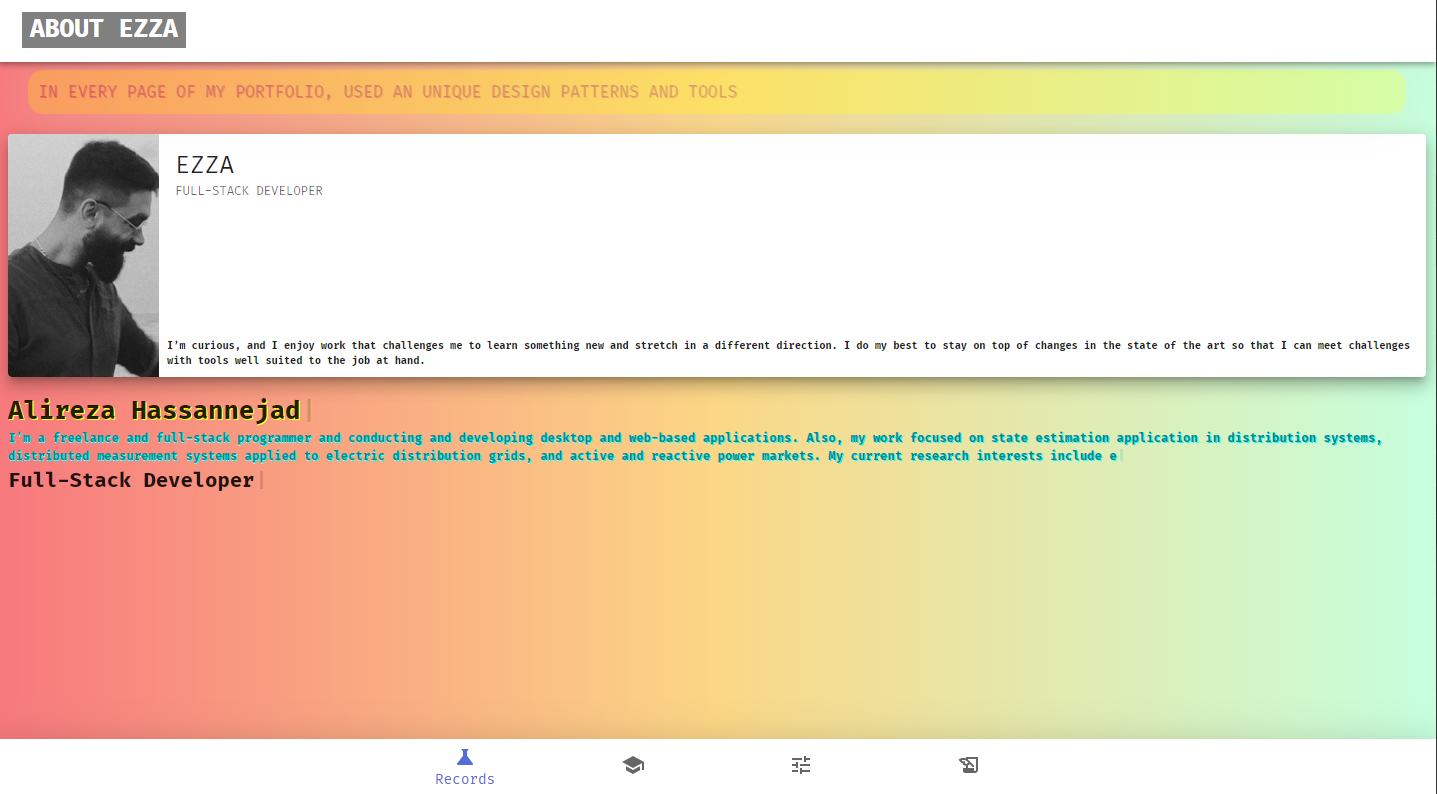 ABOUT EZZA
IN EVERY PAGE OF MY PORTFOLIO, USED AN UNIQUE DESIGN PATTERNS AND TOOLS
EZZA
FULL-STACK DEVELOPER
I'm curious, and I enjoy work that challenges me to learn something new and stretch in a different direction. I do my best to stay on top of changes in the state of the art so that I can meet challenges
with tools well suited to the job at hand.
Alireza Hassannejad|
I'm a freelance and full-stack programmer and conducting and developing desktop and web-based applications. Also, my work focused on state estimation application in distribution systems,
distributed measurement systems applied to electric distribution grids, and active and reactive power markets. My current research interests include e|
Full-Stack Developer|
Records